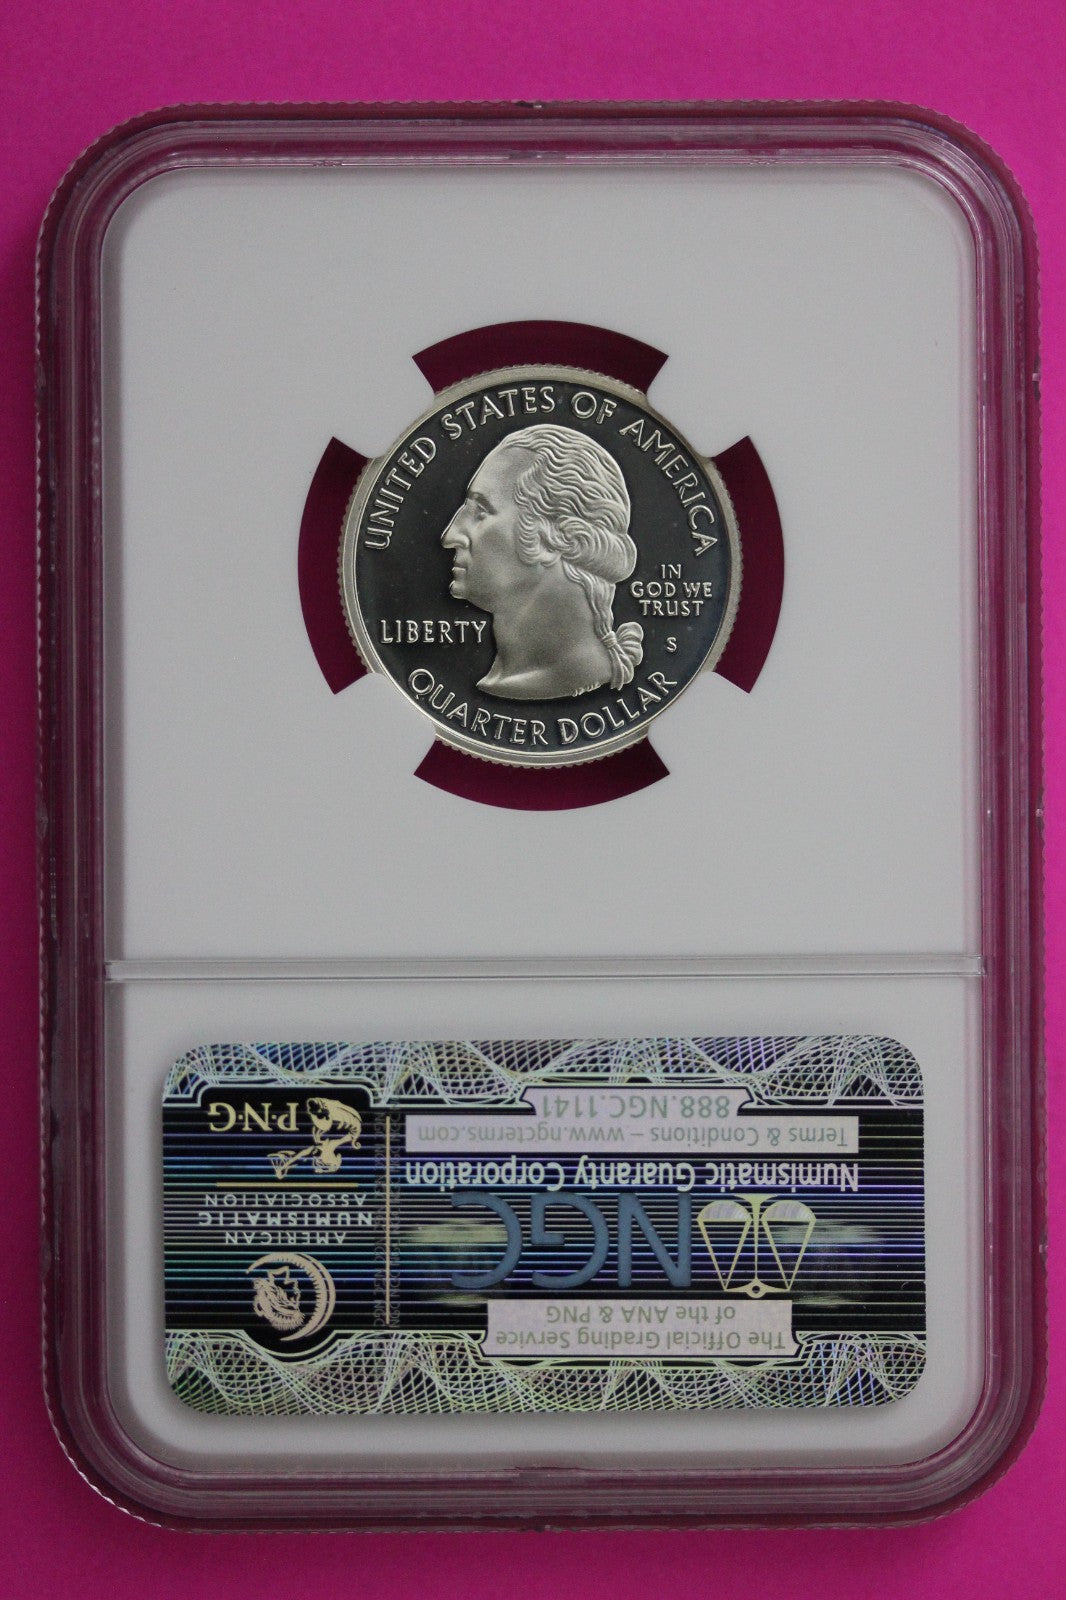 UNITED STATES OF AMERICA
LIBERTY
IN
GOD WE
TRUST
S
QUARTER DOLLAR
The Official Grading Service
of the ANA & PNG
NGC
Numismatic Guaranty Corporation
Terms & Conditions – www.ngcterms.com
888.NGC.1141
AMERICAN
NUMISMATIC
ASSOCIATION
P·N·G